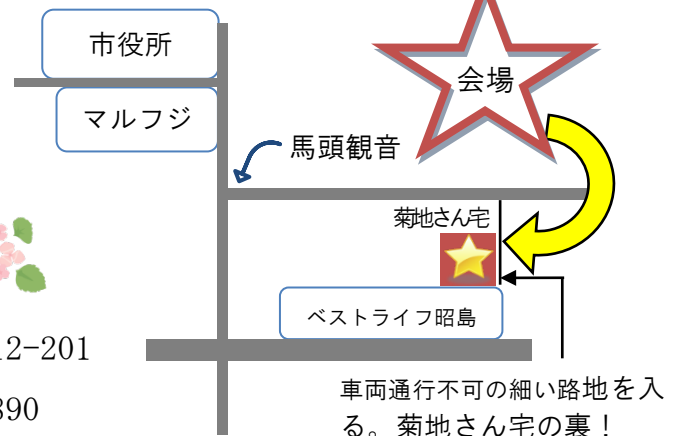 市役所
会場
マルフジ
馬頭観音
菊地さん宅
ベストライフ昭島
2-201
390
車両通行不可の細い路地を入
る。菊地さん宅の裏！